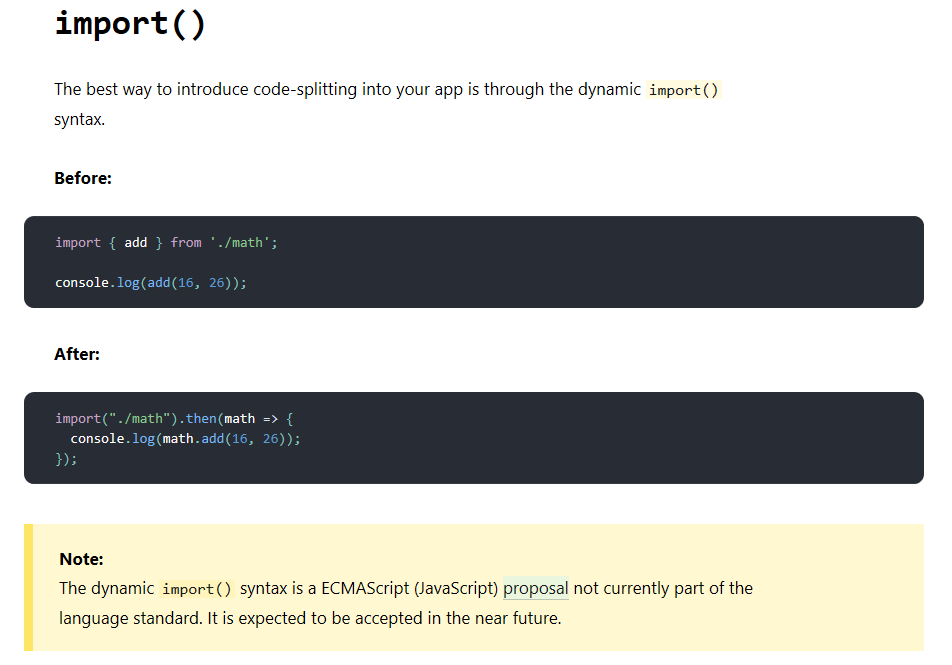 import()
The best way to introduce code-splitting into your app is through the dynamic import()
syntax.
Before:
import { add } from './math';
console.log(add(16, 26));
After:
import("./math").then(math => {
  console.log(math.add(16, 26));
});
Note:
The dynamic import() syntax is a ECMAScript (JavaScript) proposal not currently part of the
language standard. It is expected to be accepted in the near future.